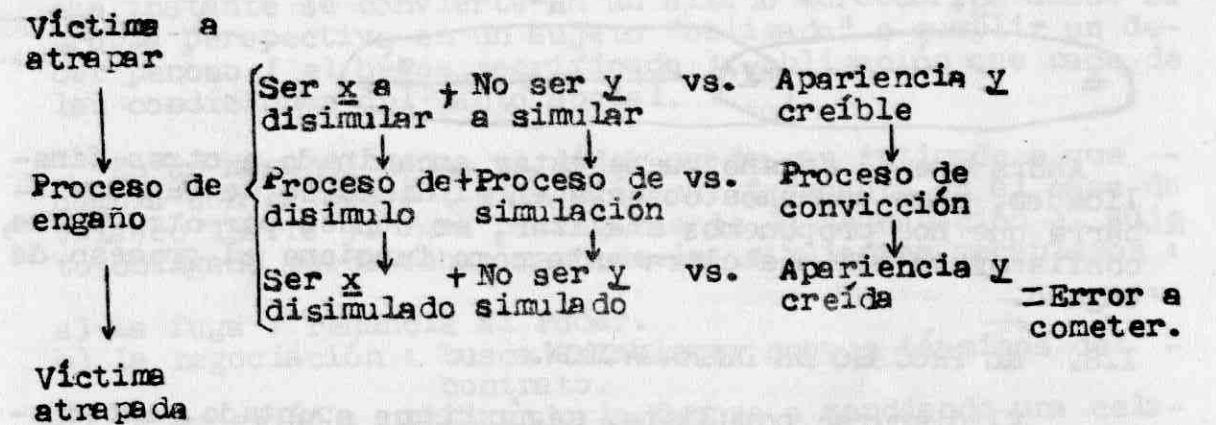 Víctima a
atrapar
Ser x a + No ser y vs. Apariencia y
disimular a simular creíble
Proceso de Proceso de+Proceso de vs. Proceso de
engaño disimulo simulación convicción
Ser x + No ser y vs. Apariencia y
disimulado simulado creída =Error a
cometer.
Víctima
atrapada